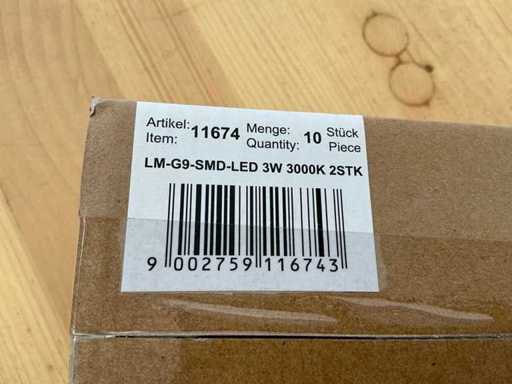 Artikel: 11674 Menge: 10 Stück
Item: Quantity: Piece
LM-G9-SMD-LED 3W 3000K 2STK
9 002759 116743